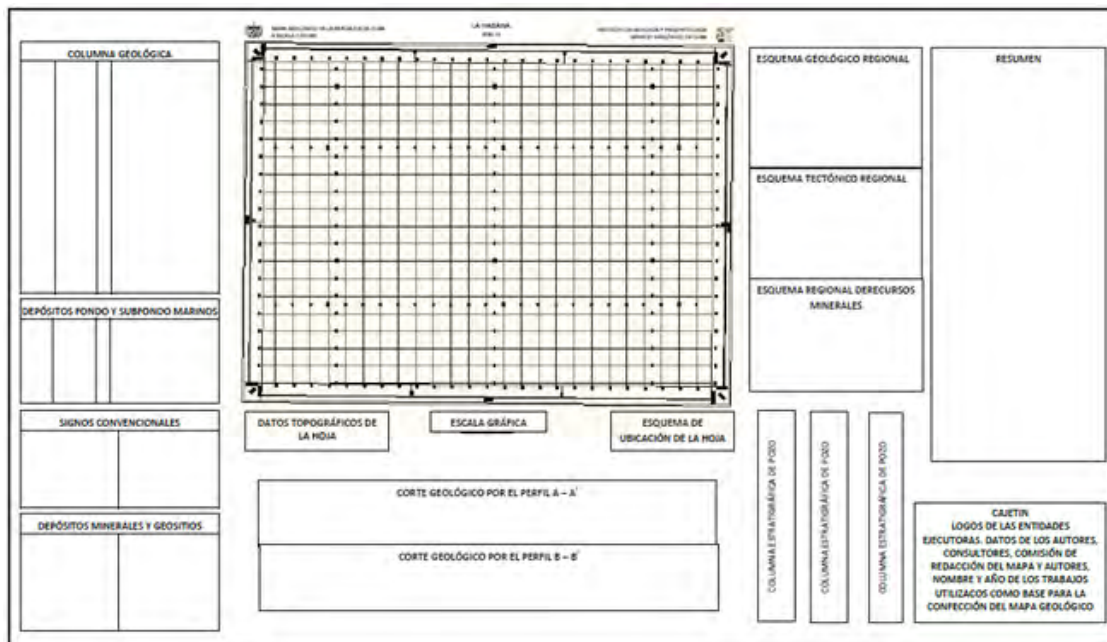 LA HABANA
COLUMNA GEOLÓGICA
DEPÓSITOS FONDO Y SUBFONDO MARINOS
SIGNOS CONVENCIONALES
DEPÓSITOS MINERALES Y GEOSITIOS
DATOS TOPOGRÁFICOS DE
LA HOJA
ESCALA GRÁFICA
ESQUEMA DE
UBICACIÓN DE LA HOJA
CORTE GEOLÓGICO POR EL PERFIL A – A'
CORTE GEOLÓGICO POR EL PERFIL B – B'
ESQUEMA GEOLÓGICO REGIONAL
ESQUEMA TECTÓNICO REGIONAL
ESQUEMA REGIONAL DERECURSOS
MINERALES
COLUMNA ESTRATIGRÁFICA DE POZO
COLUMNA ESTRATIGRÁFICA DE POZO
COLUMNA ESTRATIGRÁFICA DE POZO
RESUMEN
CAJETIN
LOGOS DE LAS ENTIDADES
EJECUTORAS. DATOS DE LOS AUTORES,
CONSULTORES, COMISIÓN DE
REDACCIÓN DEL MAPA Y AUTORES,
NOMBRE Y AÑO DE LOS TRABAJOS
UTILIZACOS COMO BASE PARA LA
CONFECCIÓN DEL MAPA GEOLÓGICO